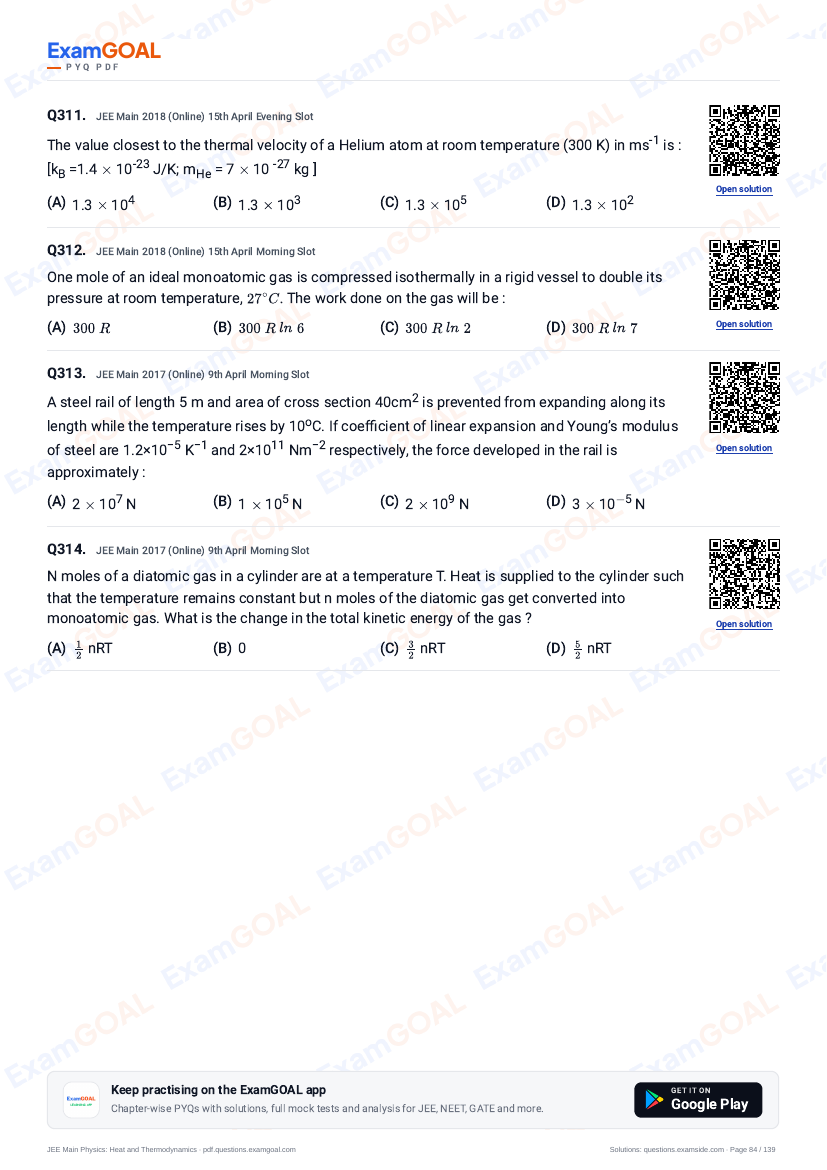 ExamGOAL
PYQ PDF
Q311. JEE Main 2018 (Online) 15th April Evening Slot
The value closest to the thermal velocity of a Helium atom at room temperature (300 K) in ms⁻¹ is :
[k_B =1.4 × 10⁻²³ J/K; m_He = 7 × 10 ⁻²⁷ kg ]
(A) 1.3 × 10⁴ (B) 1.3 × 10³ (C) 1.3 × 10⁵ (D) 1.3 × 10²
Open solution
Q312. JEE Main 2018 (Online) 15th April Morning Slot
One mole of an ideal monoatomic gas is compressed isothermally in a rigid vessel to double its
pressure at room temperature, 27°C. The work done on the gas will be :
(A) 300 R (B) 300 R ln 6 (C) 300 R ln 2 (D) 300 R ln 7
Open solution
Q313. JEE Main 2017 (Online) 9th April Morning Slot
A steel rail of length 5 m and area of cross section 40cm² is prevented from expanding along its
length while the temperature rises by 10°C. If coefficient of linear expansion and Young’s modulus
of steel are 1.2×10⁻⁵ K⁻¹ and 2×10¹¹ Nm⁻² respectively, the force developed in the rail is
approximately :
(A) 2 × 10⁷ N (B) 1 × 10⁵ N (C) 2 × 10⁹ N (D) 3 × 10⁻⁵ N
Open solution
Q314. JEE Main 2017 (Online) 9th April Morning Slot
N moles of a diatomic gas in a cylinder are at a temperature T. Heat is supplied to the cylinder such
that the temperature remains constant but n moles of the diatomic gas get converted into
monoatomic gas. What is the change in the total kinetic energy of the gas ?
(A) 1/2 nRT (B) 0 (C) 3/2 nRT (D) 5/2 nRT
Open solution
ExamGOAL
Keep practising on the ExamGOAL app
Chapter-wise PYQs with solutions, full mock tests and analysis for JEE, NEET, GATE and more.
GET IT ON
Google Play
JEE Main Physics: Heat and Thermodynamics · pdf.questions.examgoal.com
Solutions: questions.examside.com · Page 84 / 139